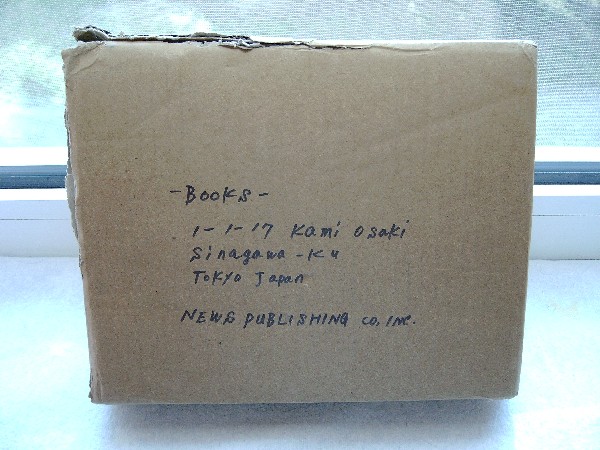 -Books-
1-1-17 Kami Osaki
Sinagawa-Ku
Tokyo Japan
NEWS PUBLISHING CO, INC.